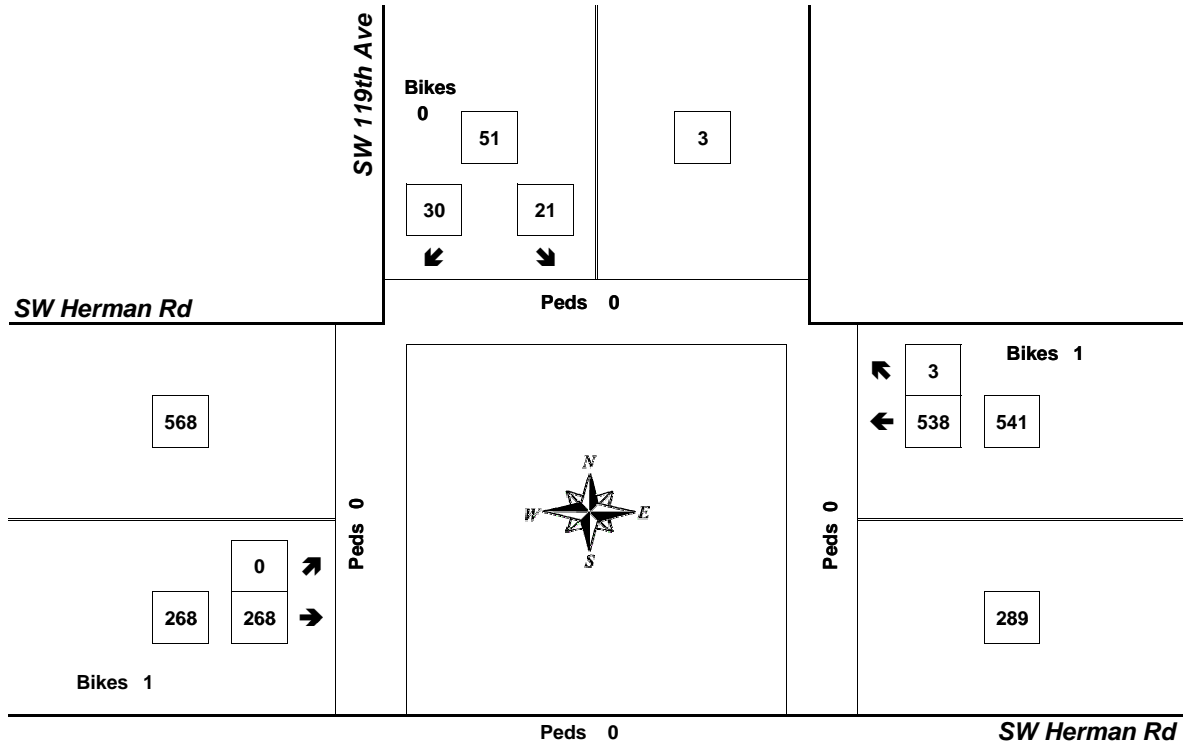 SW 119th Ave
Bikes
0
51
3
30
21
SW Herman Rd
Peds 0
Bikes 1
3
568
538 541
N
W E
S
Peds 0
Peds 0
0
268 268
289
Bikes 1
Peds 0
SW Herman Rd